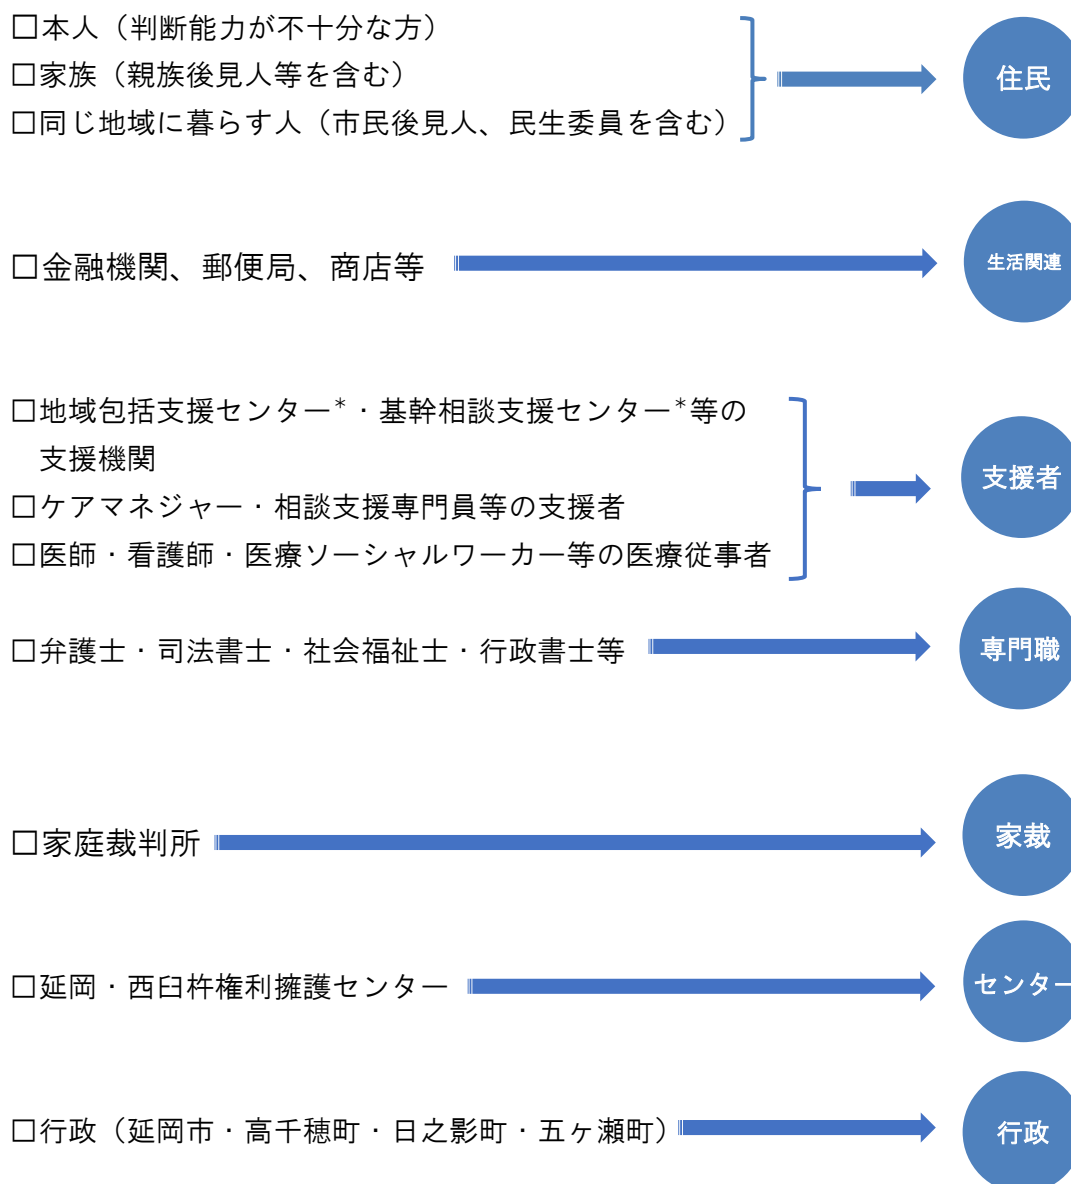 □本人（判断能力が不十分な方）
□家族（親族後見人等を含む）
□同じ地域に暮らす人（市民後見人、民生委員を含む）
住民
□金融機関、郵便局、商店等
生活関連
□地域包括支援センター*・基幹相談支援センター*等の
支援機関
□ケアマネジャー・相談支援専門員等の支援者
□医師・看護師・医療ソーシャルワーカー等の医療従事者
支援者
□弁護士・司法書士・社会福祉士・行政書士等
専門職
□家庭裁判所
家裁
□延岡・西臼杵権利擁護センター
センター
□行政（延岡市・高千穂町・日之影町・五ヶ瀬町）
行政